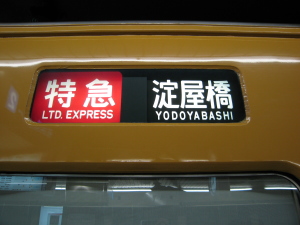 特急
LTD. EXPRESS
淀屋橋
YODOYABASHI